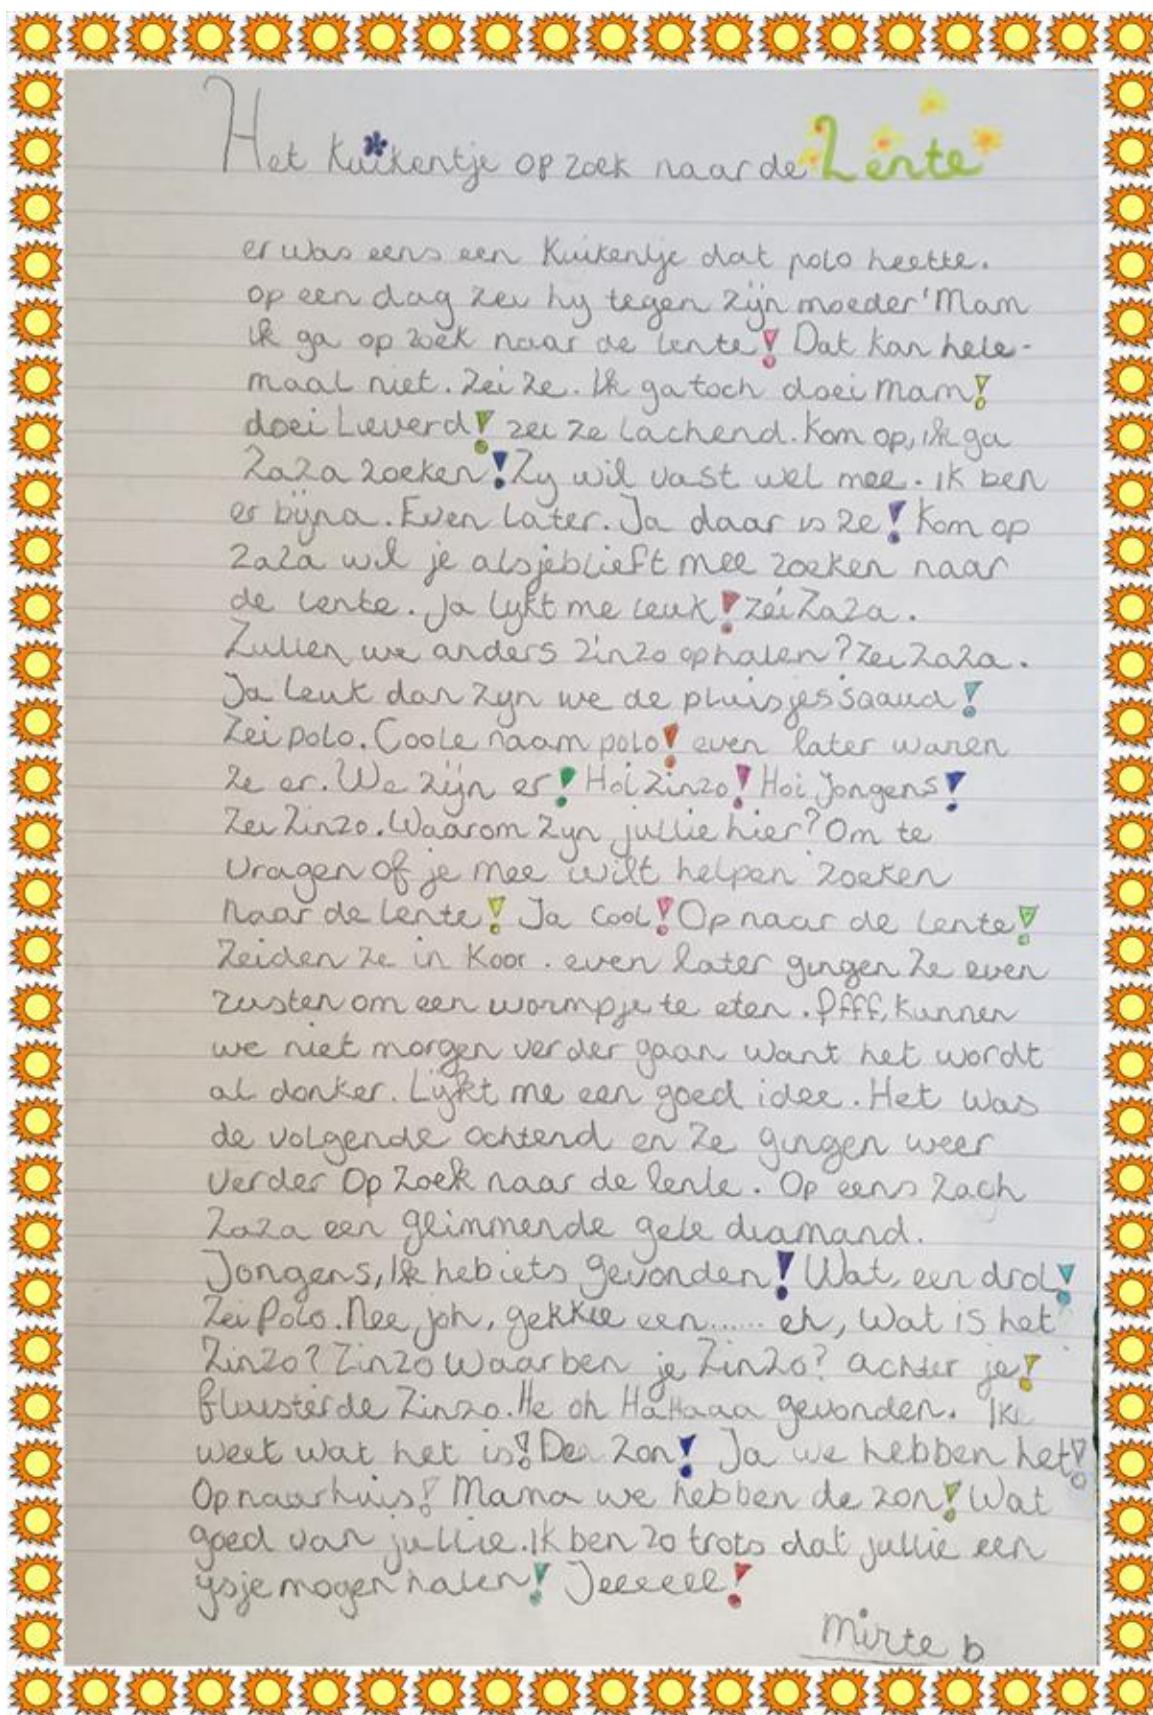 Het Kuikentje op zoek naar de Lente
er was eens een Kuikentje dat polo heette.
op een dag zei hy tegen zijn moeder 'Mam
ik ga op zoek naar de lente! Dat kan hele-
maal niet. Zei ze. Ik ga toch doei mam!
doei Lieverd! zei ze lachend. Kom op, ik ga
ZaZa zoeken! Zy wil vast wel mee. ik ben
er bijna. Even later. Ja daar is ze! Kom op
ZaZa wil je alsjeblieft mee zoeken naar
de lente. Ja lykt me leuk! Zei ZaZa.
Zullen we anders Zinzo ophalen? Zei ZaZa.
Ja leuk dan zyn we de pluisjes saaud!
Zei polo. Coole naam polo! even later waren
ze er. We zijn er! Hoi Zinzo! Hoi Jongens!
Zei Zinzo. Waarom zyn jullie hier? Om te
vragen of je mee wilt helpen zoeken
naar de lente! Ja cool! Op naar de lente!
Zeiden ze in Koor. even later gingen ze even
rusten om een wormpje te eten. Pfff, kunnen
we niet morgen verder gaan want het wordt
al donker. Lykt me een goed idee. Het was
de volgende ochtend en ze gingen weer
verder op zoek naar de lente. Op eens zach
ZaZa een glimmende gele diamand.
Jongens, ik heb iets gevonden! Wat, een drol!
Zei Polo. Nee joh, gekkie een...... eh, wat is het
Zinzo? Zinzo waar ben je Zinzo? achter je!
fluisterde Zinzo. He oh HaHaaa gevonden. Ik
weet wat het is! De zon! Ja we hebben het!
Op naar huis! Mama we hebben de zon! Wat
goed van jullie. Ik ben zo trots dat jullie een
ysje mogen halen! Jeeeeee!
Mirte b